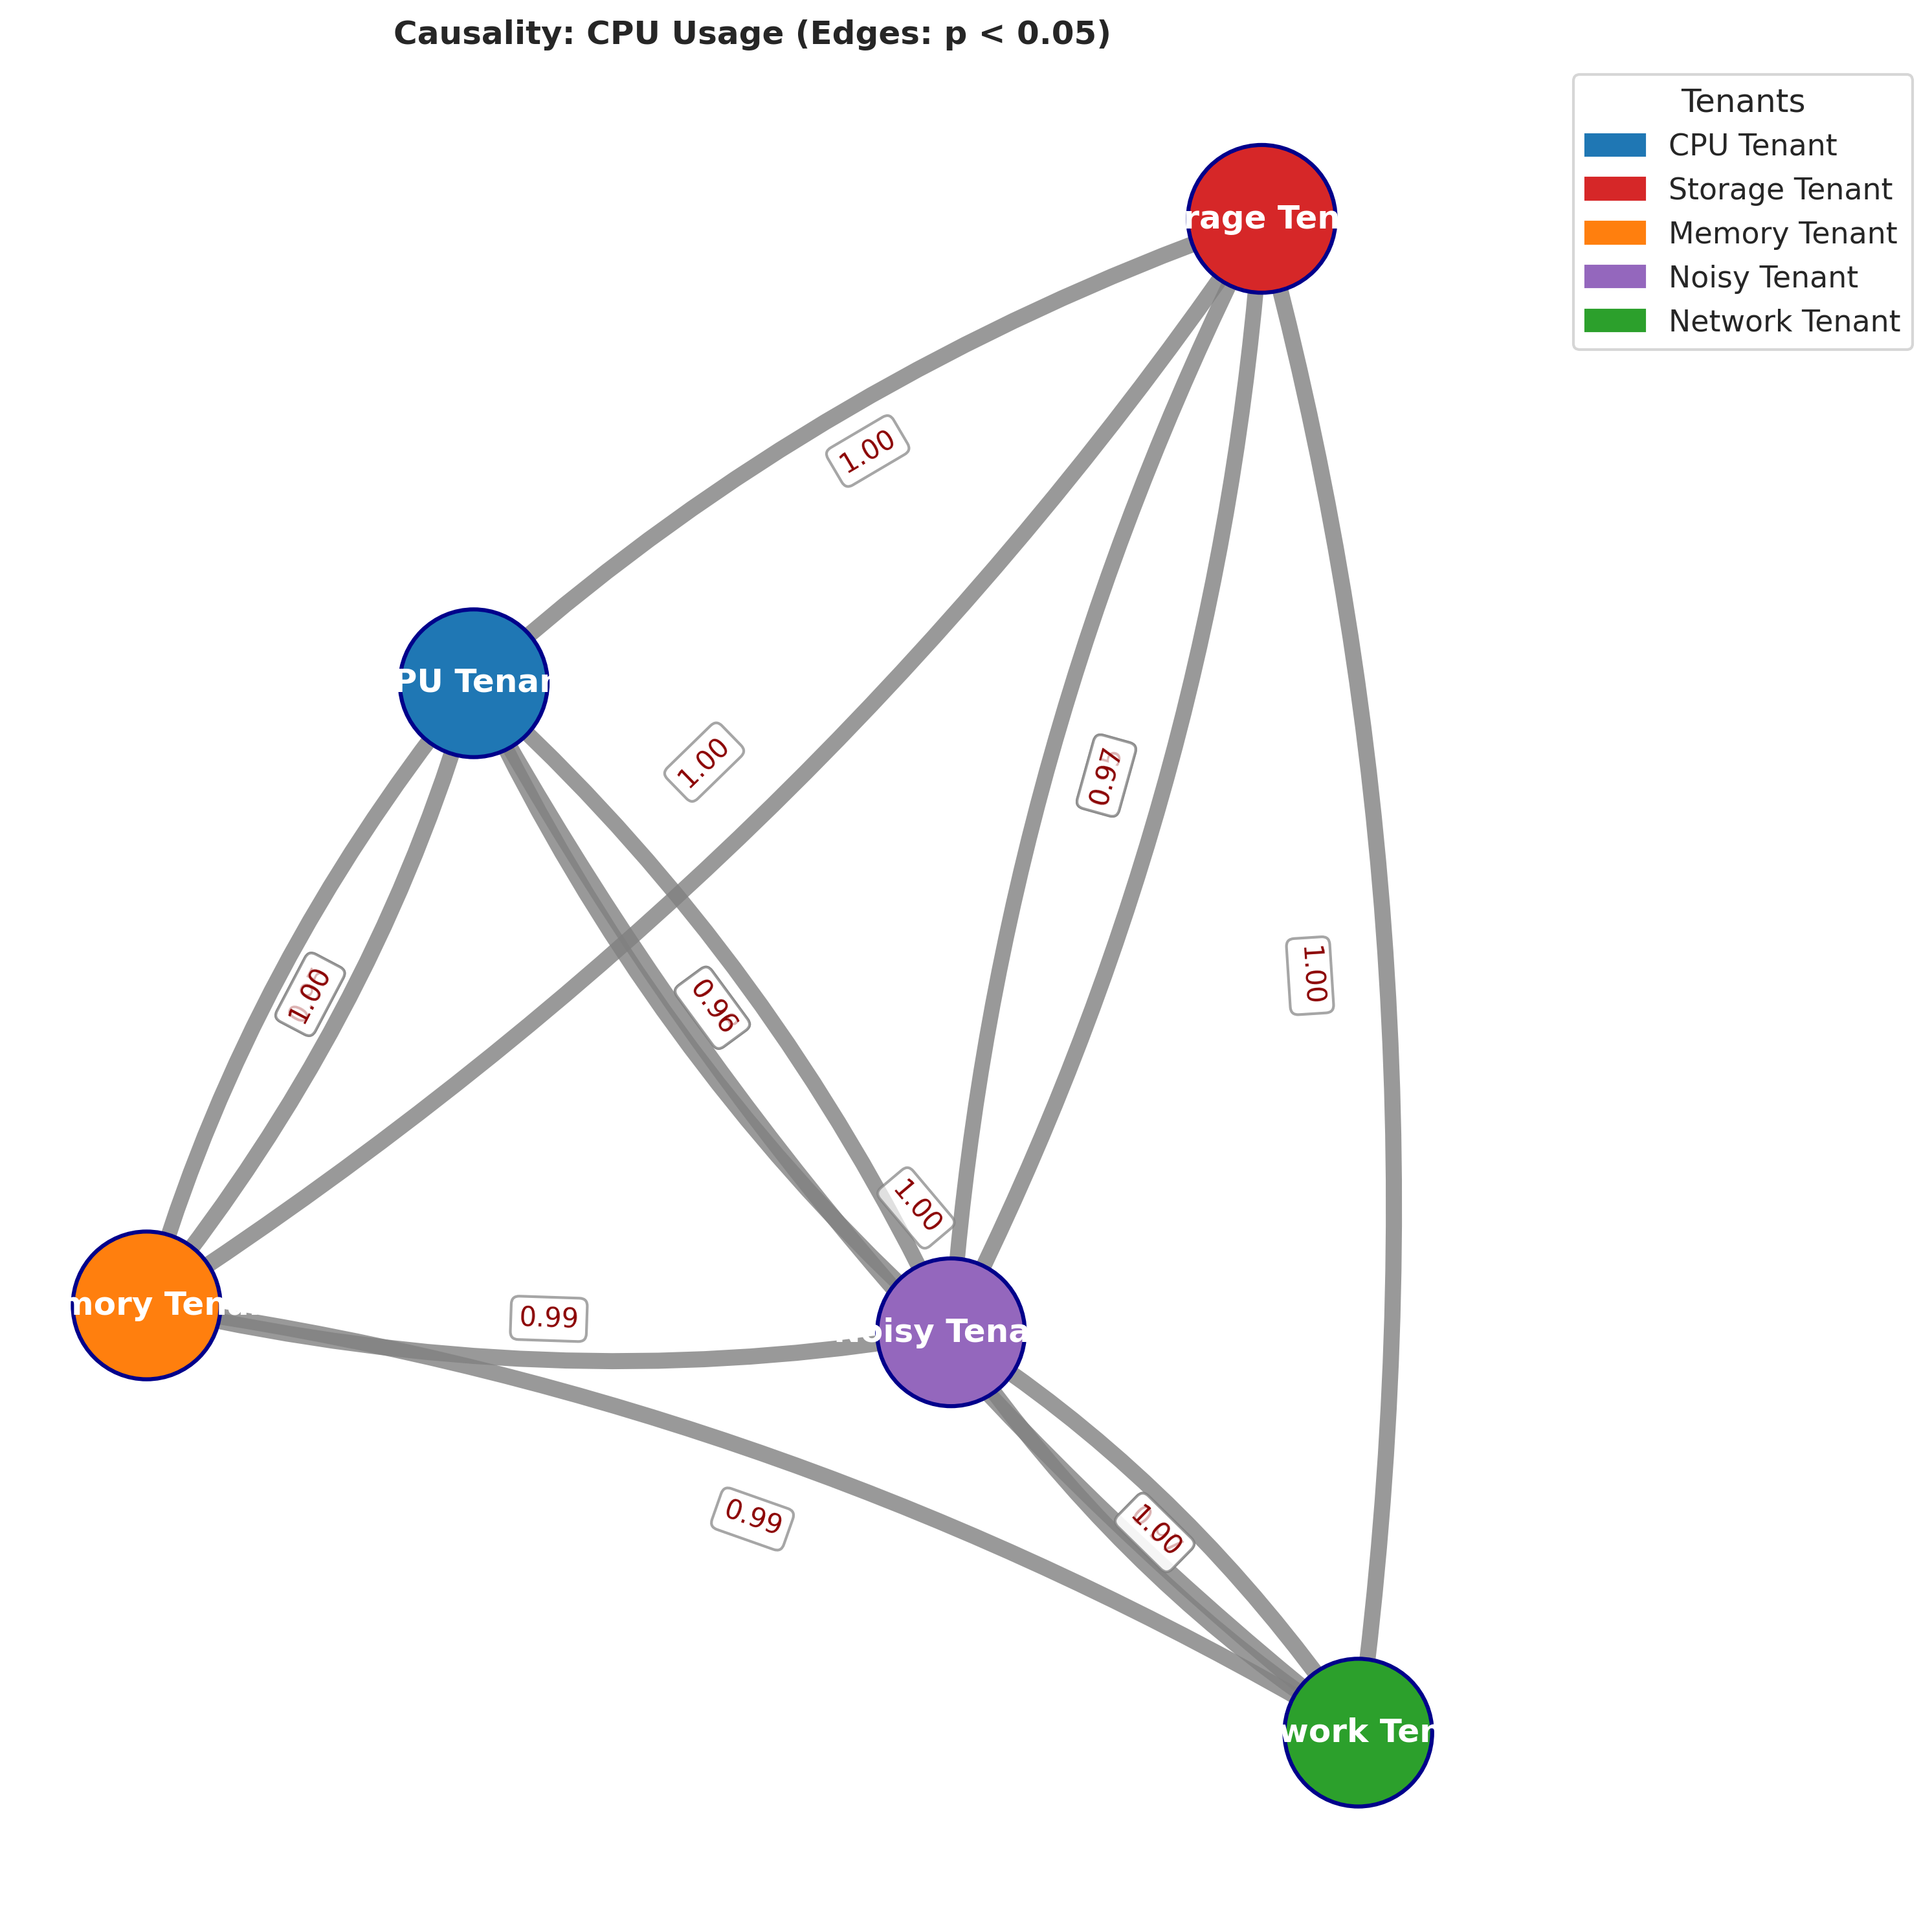 Causality: CPU Usage (Edges: p < 0.05)
Tenants
CPU Tenant
Storage Tenant
Memory Tenant
Noisy Tenant
Network Tenant
rage Ten
1.00
PU Tenan
1.00
0.97
1.00
1.00
0.96
1.00
mory Tena
0.99
oisy Tena
0.99
1.00
work Ten